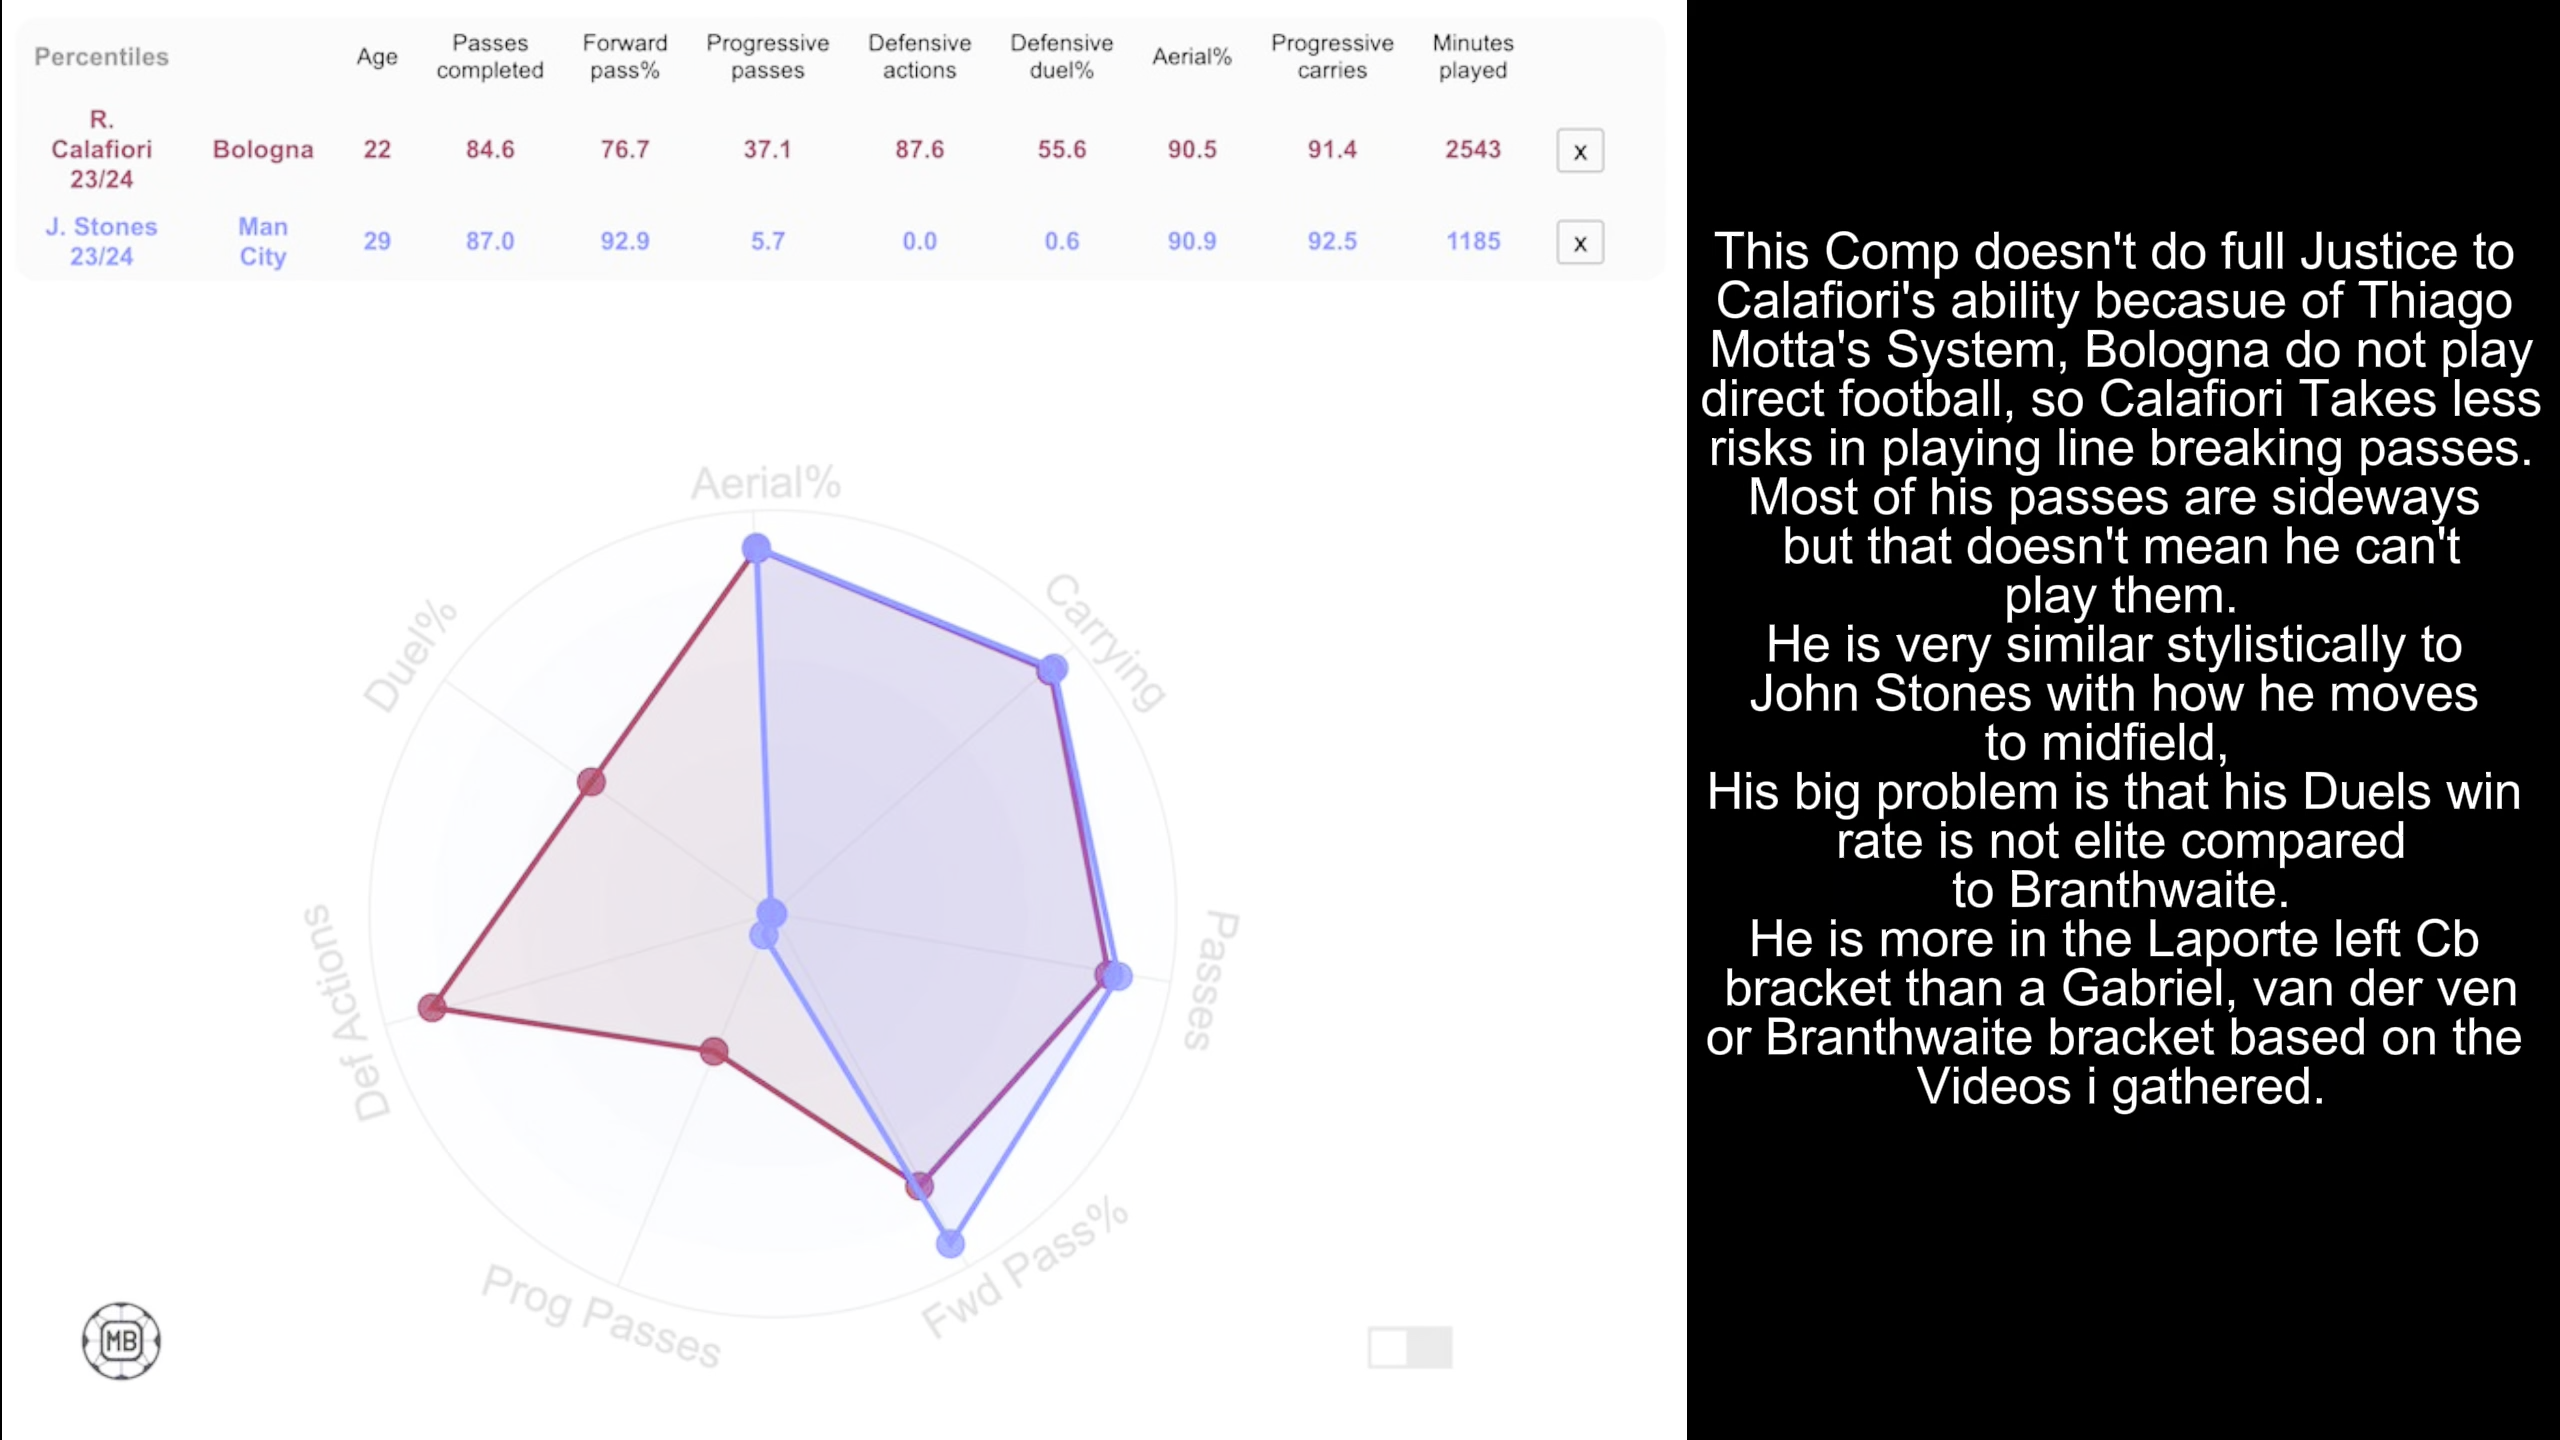 Percentiles Age Passes completed Forward pass% Progressive passes Defensive actions Defensive duel% Aerial% Progressive carries Minutes played
R. Calafiori 23/24 Bologna 22 84.6 76.7 37.1 87.6 55.6 90.5 91.4 2543 x
J. Stones 23/24 Man City 29 87.0 92.9 5.7 0.0 0.6 90.9 92.5 1185 x
Aerial%
Carrying
Passes
Fwd Pass%
Prog Passes
Def Actions
Duel%
MB
This Comp doesn't do full Justice to
Calafiori's ability becasue of Thiago
Motta's System, Bologna do not play
direct football, so Calafiori Takes less
risks in playing line breaking passes.
Most of his passes are sideways
but that doesn't mean he can't
play them.
He is very similar stylistically to
John Stones with how he moves
to midfield,
His big problem is that his Duels win
rate is not elite compared
to Branthwaite.
He is more in the Laporte left Cb
bracket than a Gabriel, van der ven
or Branthwaite bracket based on the
Videos i gathered.